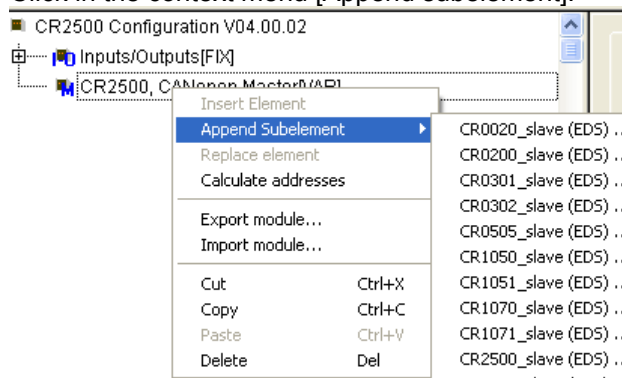 Click in the context menu [Append subelement].
CR2500 Configuration V04.00.02
Inputs/Outputs[FIX]
CR2500, CANopen Master[VAR]
Insert Element
Append Subelement
Replace element
Calculate addresses
Export module...
Import module...
Cut Ctrl+X
Copy Ctrl+C
Paste Ctrl+V
Delete Del
CR0020_slave (EDS) ..
CR0200_slave (EDS) ..
CR0301_slave (EDS) ..
CR0302_slave (EDS) ..
CR0505_slave (EDS) ..
CR1050_slave (EDS) ..
CR1051_slave (EDS) ..
CR1070_slave (EDS) ..
CR1071_slave (EDS) ..
CR2500_slave (EDS) ..